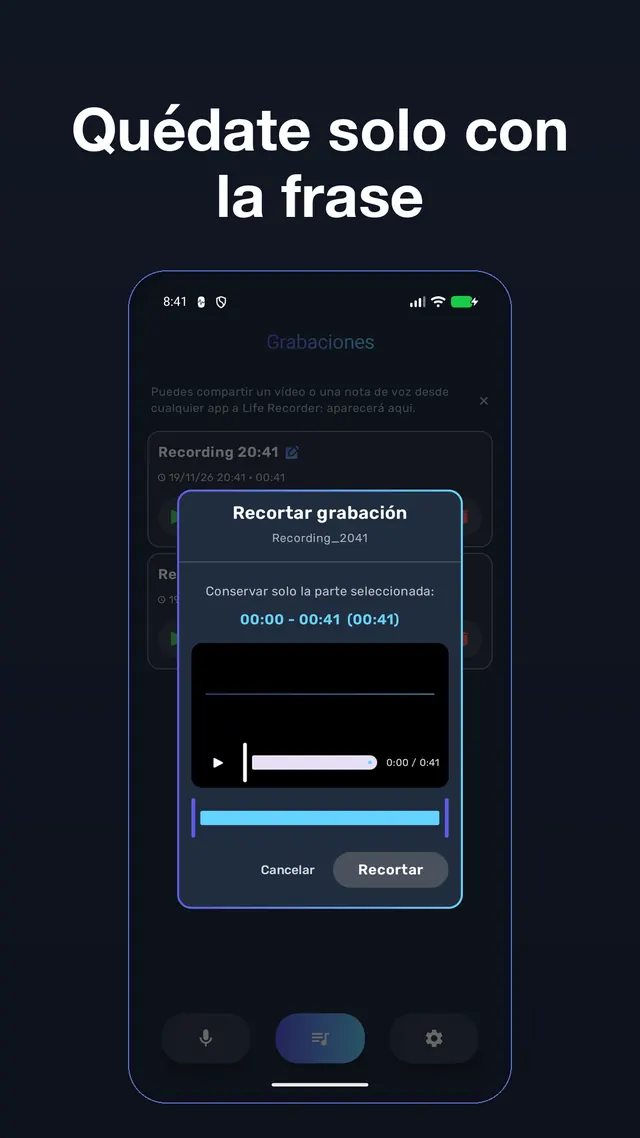 Quédate solo con
la frase
8:41
Grabaciones
Puedes compartir un vídeo o una nota de voz desde
cualquier app a Life Recorder: aparecerá aquí.
Recording 20:41
19/11/26 20:41 • 00:41
Re
19
Recortar grabación
Recording_2041
Conservar solo la parte seleccionada:
00:00 - 00:41 (00:41)
0:00 / 0:41
Cancelar
Recortar